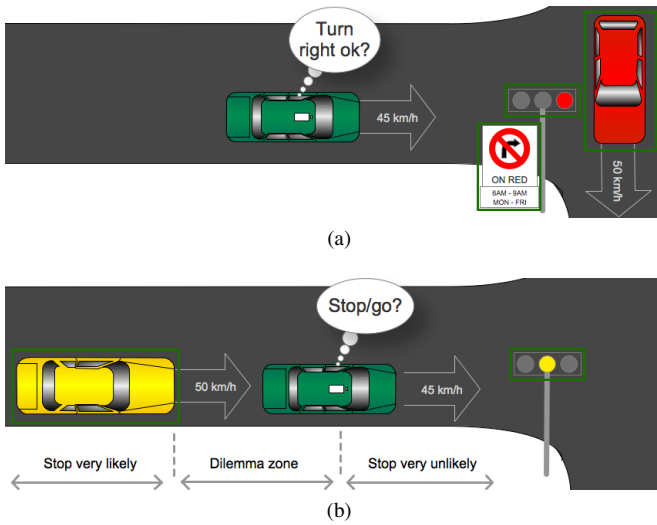 Turn
right ok?
45 km/h
50 km/h
ON RED
6AM - 9AM
MON - FRI
(a)
Stop/go?
50 km/h
45 km/h
Stop very likely
Dilemma zone
Stop very unlikely
(b)